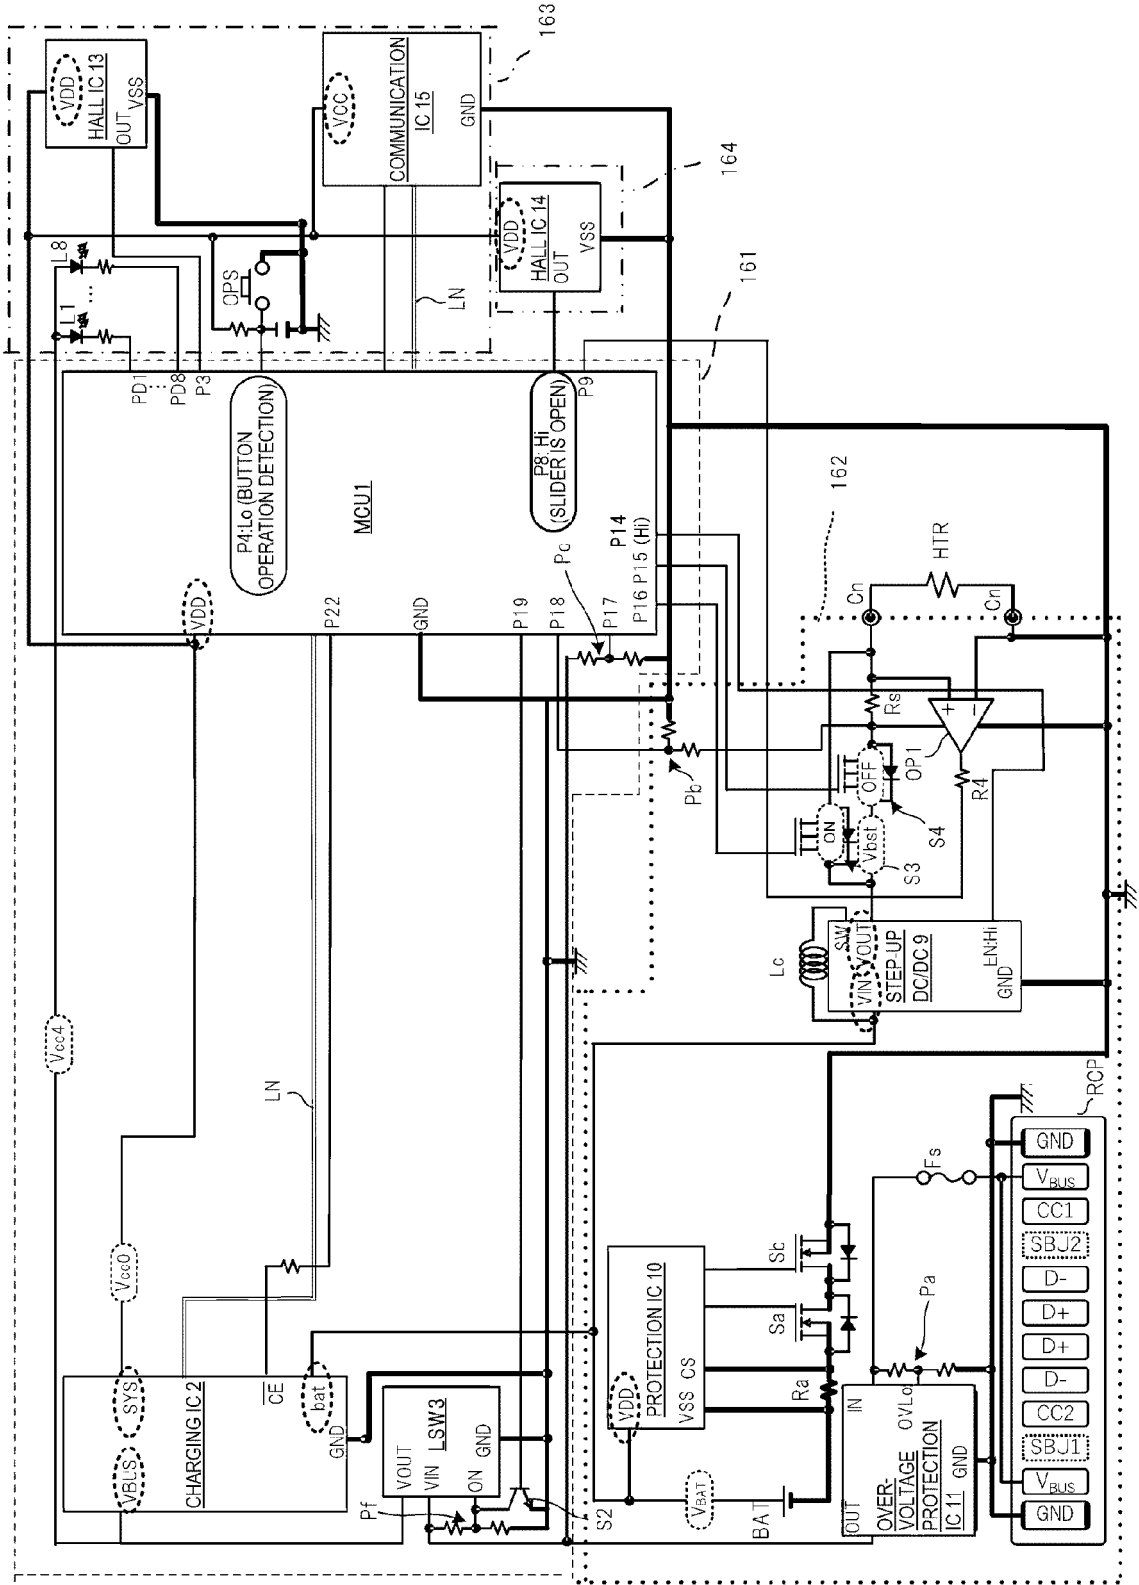 163
164
161
162
VDD
HALL IC 13
OUT
VSS
VCC
COMMUNICATION
IC 15
GND
VDD
HALL IC 14
OUT
VSS
L8
L1
...
OPS
LN
PD1
PD8
P3
P4:Lo (BUTTON
OPERATION DETECTION)
P8: Hi
(SLIDER IS OPEN)
P9
MCU1
P14
P15 (Hi)
P16
VDD
P22
GND
P19
P18
P17
Pc
Pb
Vcc4
Vcc0
LN
HTR
Cn
Cn
Rs
+
−
OP1
R4
OFF
ON
Vbst
S4
S3
Lc
SW
VOUT
VIN
STEP-UP
DC/DC 9
EN:Hi
GND
SYS
VBUS
CHARGING IC 2
CE
bat
GND
VOUT
VIN
LSW3
ON
GND
Pf
S2
PROTECTION IC 10
VDD
VSS
CS
Sb
Sa
Ra
VBAT
BAT
Fs
Pa
IN
OVLo
OUT
OVER-
VOLTAGE
PROTECTION
IC 11
GND
RCP
GND
VBUS
CC1
SBJ2
D-
D+
D+
D-
CC2
SBJ1
VBUS
GND